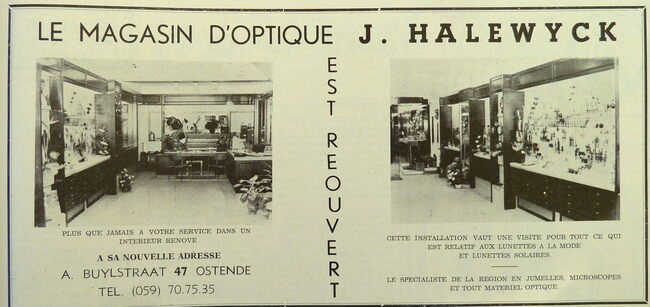 LE MAGASIN D'OPTIQUE J. HALEWYCK
EST REOUVERT
PLUS QUE JAMAIS A VOTRE SERVICE DANS UN
INTERIEUR RENOVE
A SA NOUVELLE ADRESSE
A. BUYLSTRAAT 47 OSTENDE
TEL. (059) 70.75.35
CETTE INSTALLATION VAUT UNE VISITE POUR TOUT CE QUI
EST RELATIF AUX LUNETTES A LA MODE
ET LUNETTES SOLAIRES.
LE SPECIALISTE DE LA REGION EN JUMELLES, MICROSCOPES
ET TOUT MATERIEL OPTIQUE.